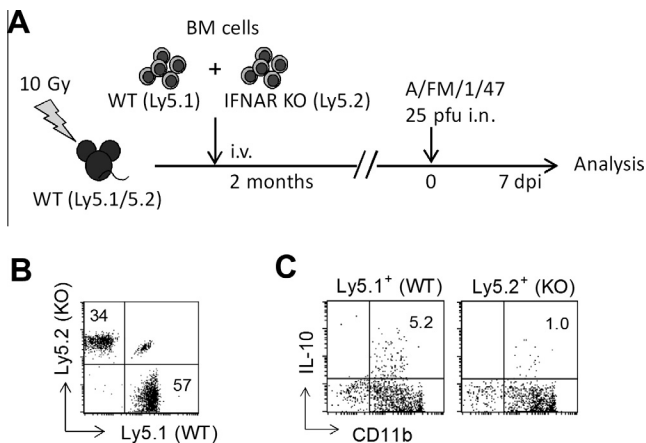 A
BM cells
10 Gy
+
WT (Ly5.1) IFNAR KO (Ly5.2)
A/FM/1/47
25 pfu i.n.
i.v.
WT (Ly5.1/5.2)
2 months
0
7 dpi
Analysis
B
Ly5.2 (KO)
34
57
Ly5.1 (WT)
C
Ly5.1+ (WT)
Ly5.2+ (KO)
IL-10
5.2
1.0
CD11b